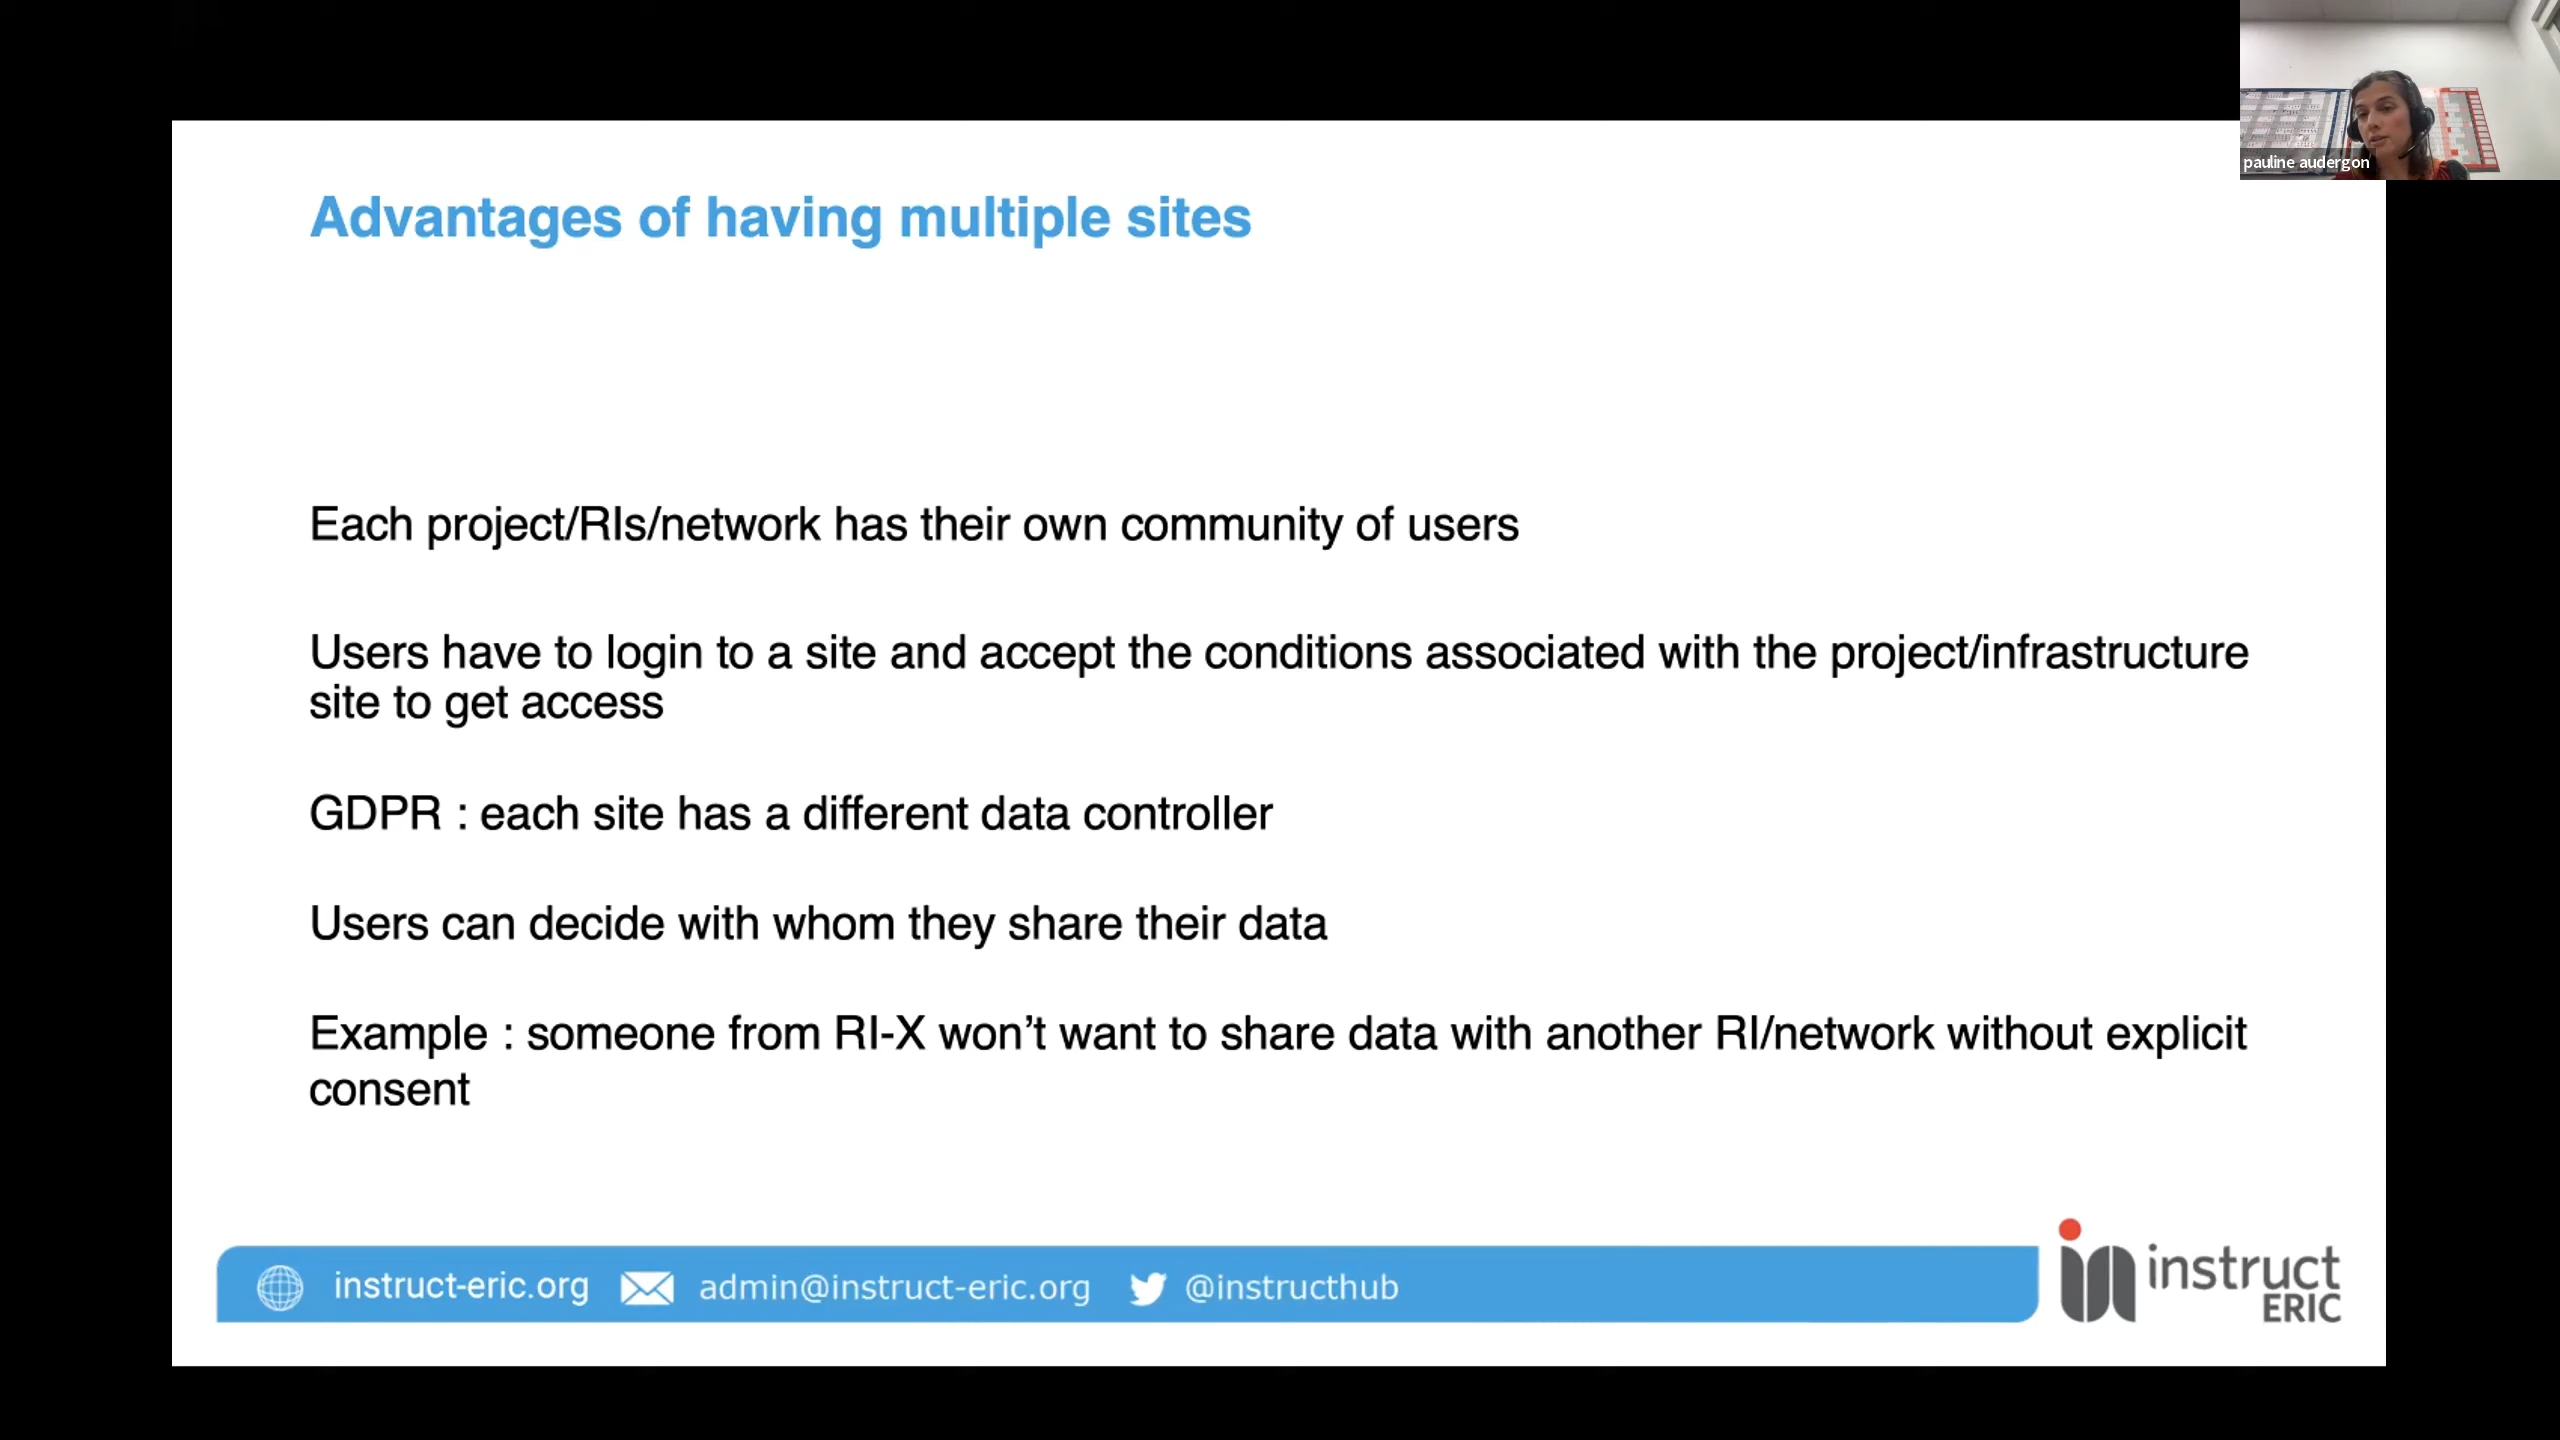 pauline audergon
Advantages of having multiple sites
Each project/RIs/network has their own community of users
Users have to login to a site and accept the conditions associated with the project/infrastructure
site to get access
GDPR : each site has a different data controller
Users can decide with whom they share their data
Example : someone from RI-X won’t want to share data with another RI/network without explicit
consent
instruct-eric.org admin@instruct-eric.org @instructhub
instruct
ERIC